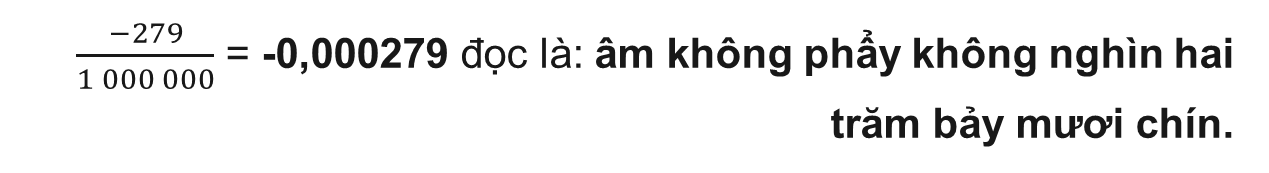 −279/1 000 000 = -0,000279 đọc là: âm không phẩy không nghìn hai
trăm bảy mươi chín.